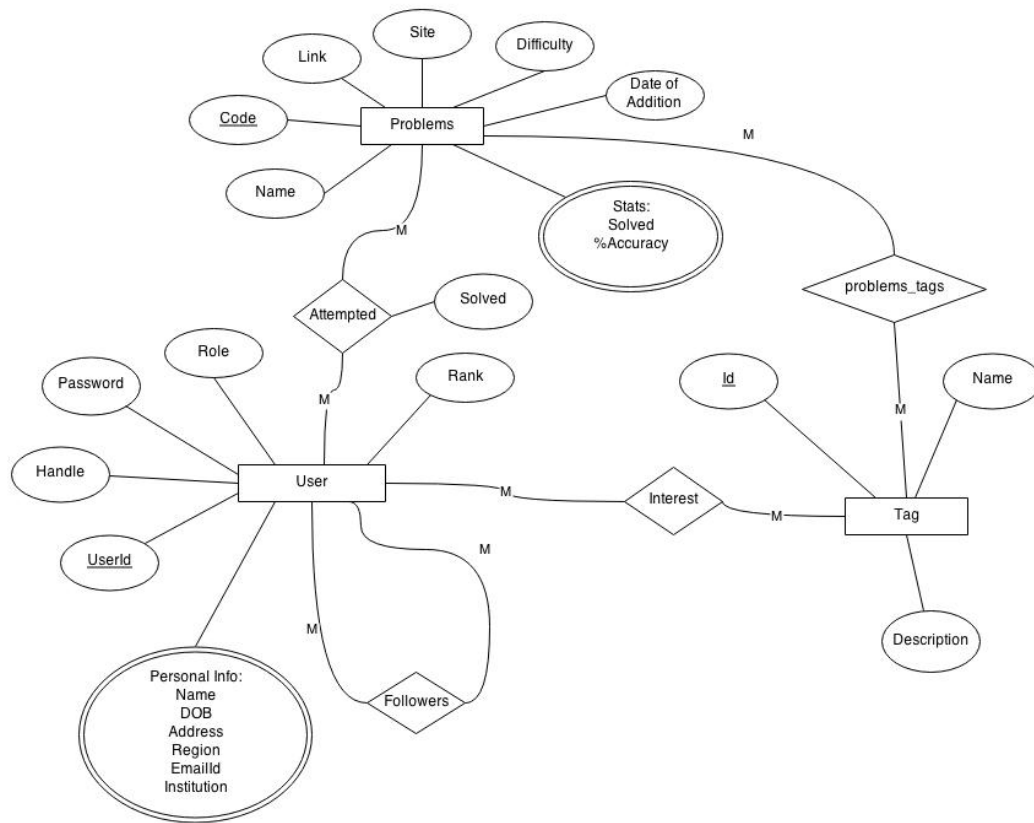 Site
Difficulty
Link
Date of
Addition
Code
Problems
M
Name
Stats:
Solved
%Accuracy
M
problems_tags
Attempted
Solved
Role
Rank
Password
Id
Name
M
M
Handle
User
M
Interest
M
Tag
UserId
M
M
Description
Personal Info:
Name
DOB
Address
Region
EmailId
Institution
Followers